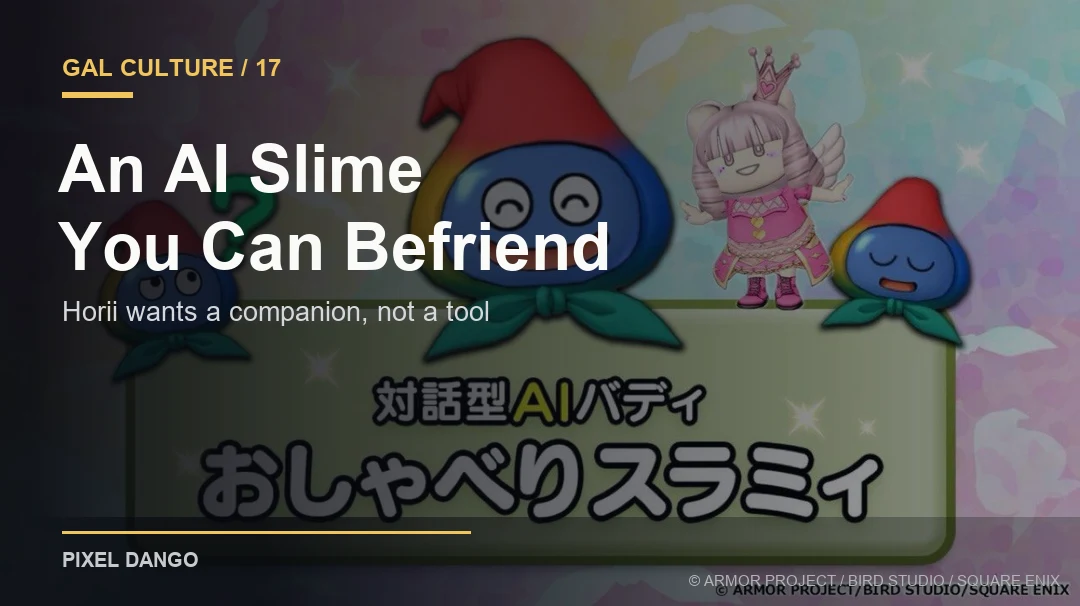 GAL CULTURE / 17
An AI Slime
You Can Befriend
Horii wants a companion, not a tool
対話型AIバディ
おしゃべりスラミィ
PIXEL DANGO
© ARMOR PROJECT / BIRD STUDIO / SQUARE ENIX
© ARMOR PROJECT/BIRD STUDIO/SQUARE ENIX